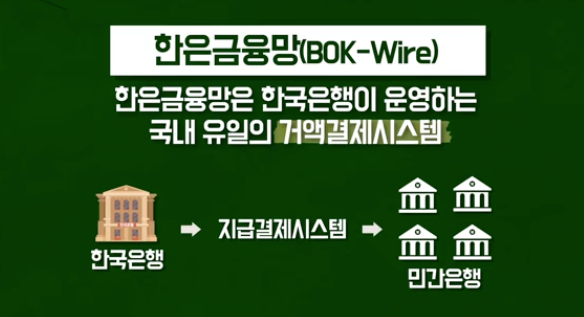 한은금융망(BOK-Wire)
한은금융망은 한국은행이 운영하는
국내 유일의 거액결제시스템
지급결제시스템
한국은행
민간은행